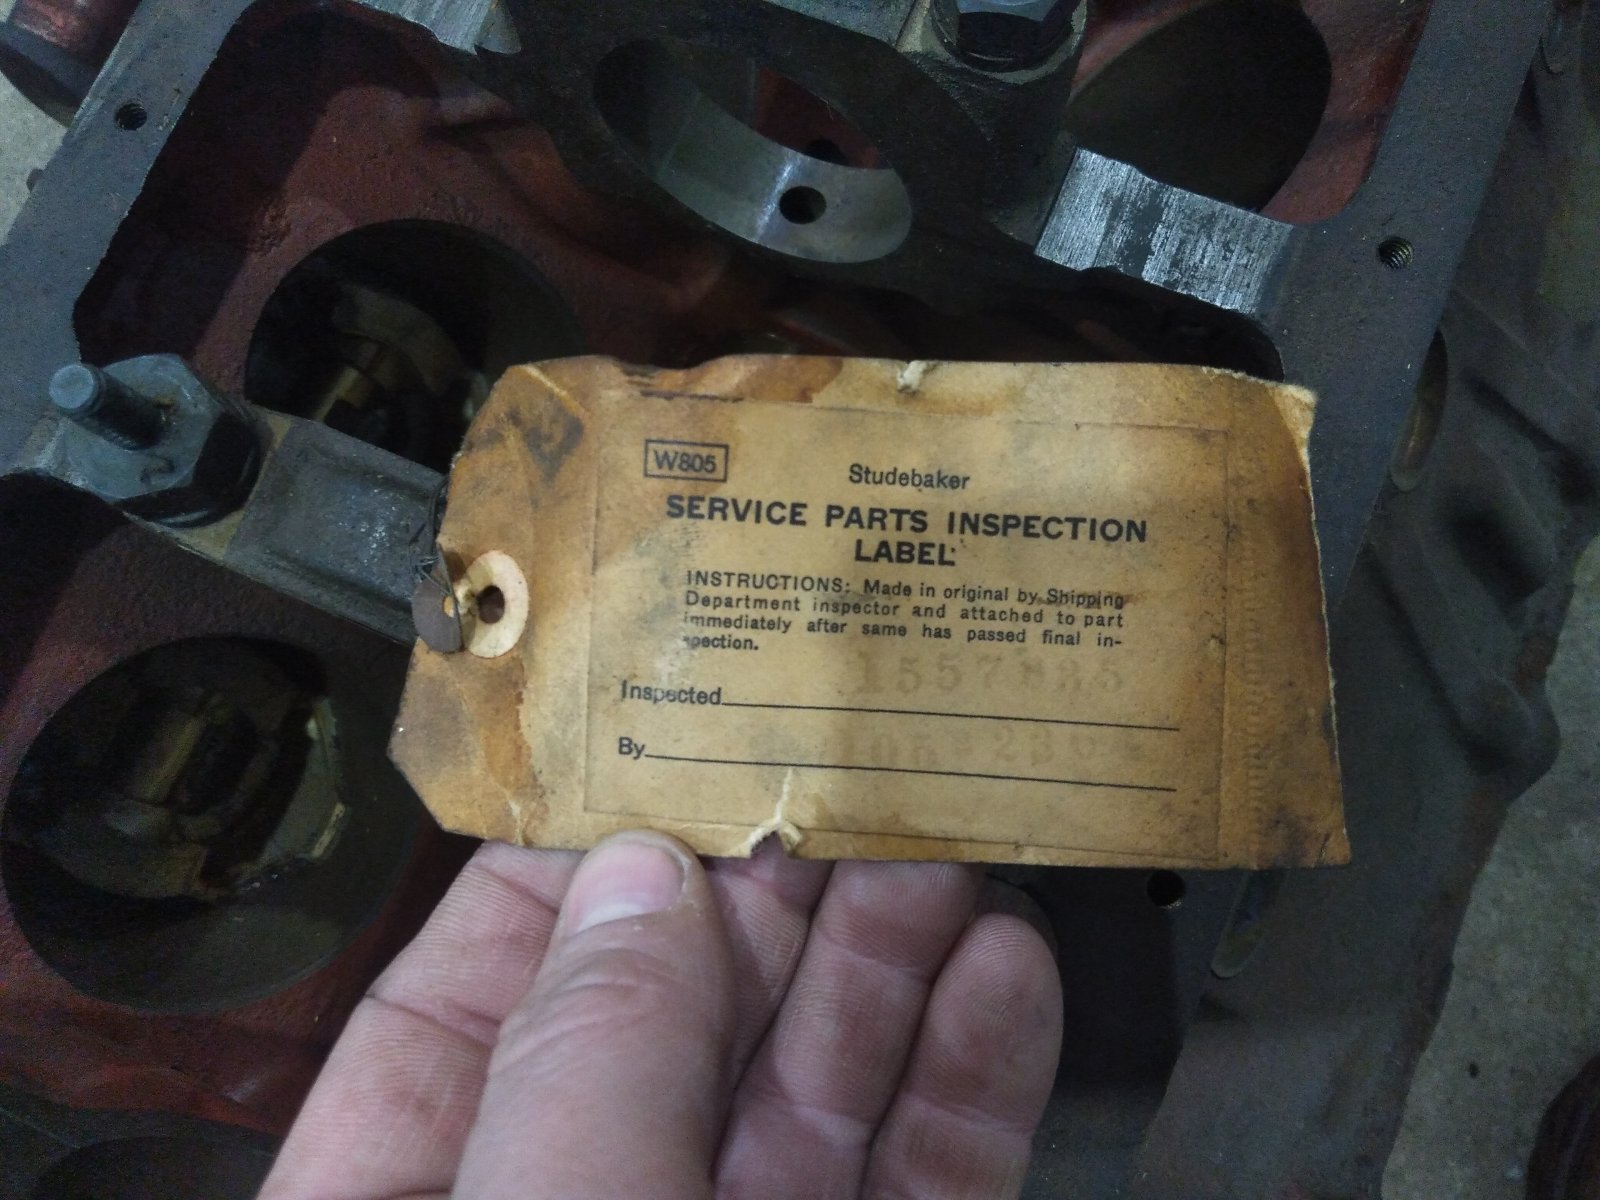 W805
Studebaker
SERVICE PARTS INSPECTION
LABEL
INSTRUCTIONS: Made in original by Shipping
Department inspector and attached to part
immediately after same has passed final in-
spection.
Inspected
By